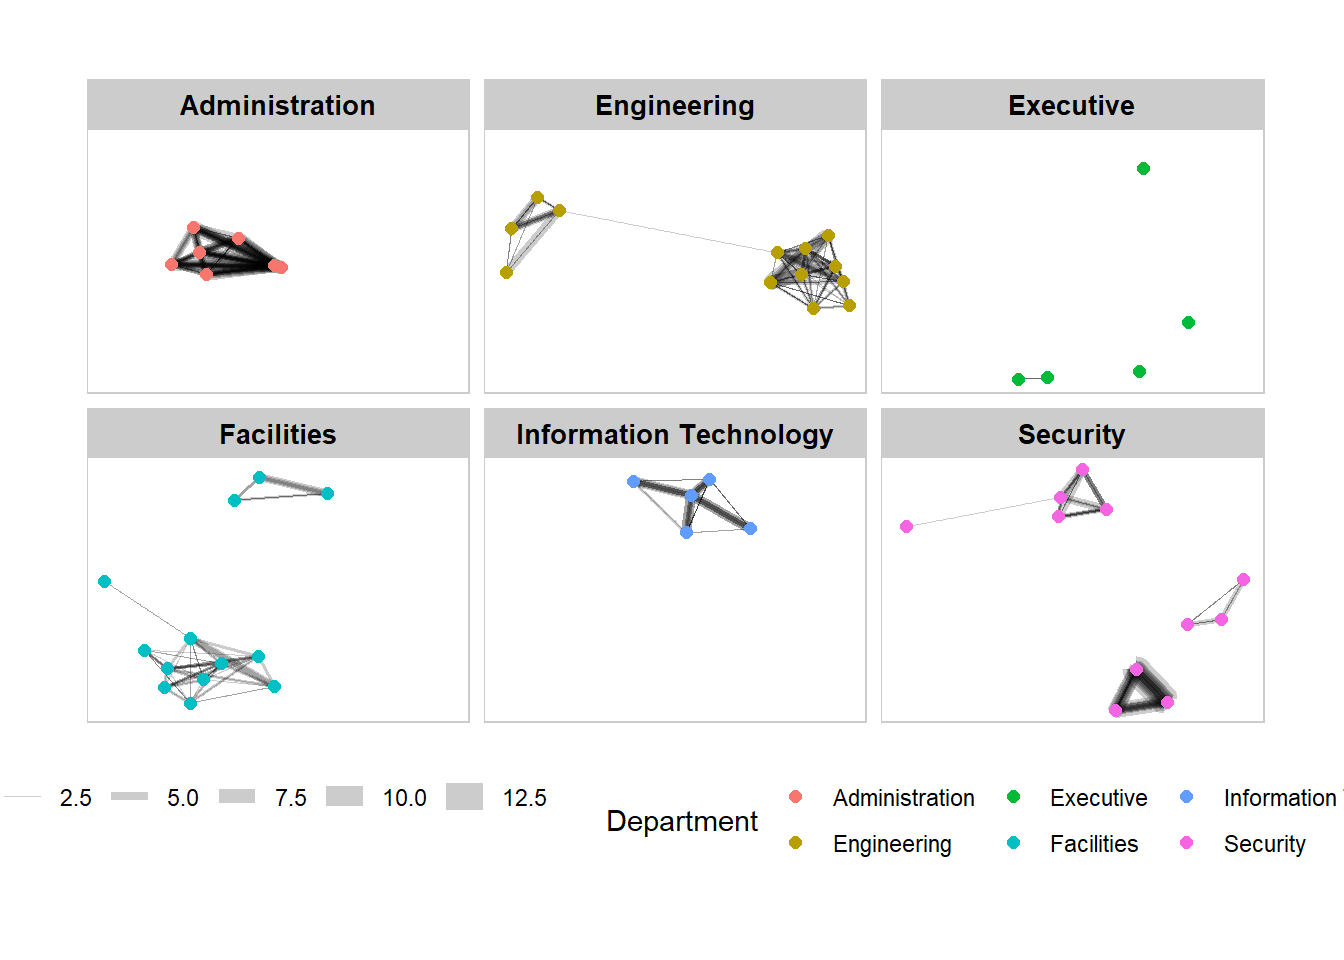 Administration
Engineering
Executive
Facilities
Information Technology
Security
2.5 5.0 7.5 10.0 12.5
Department
Administration Executive Information
Engineering Facilities Security